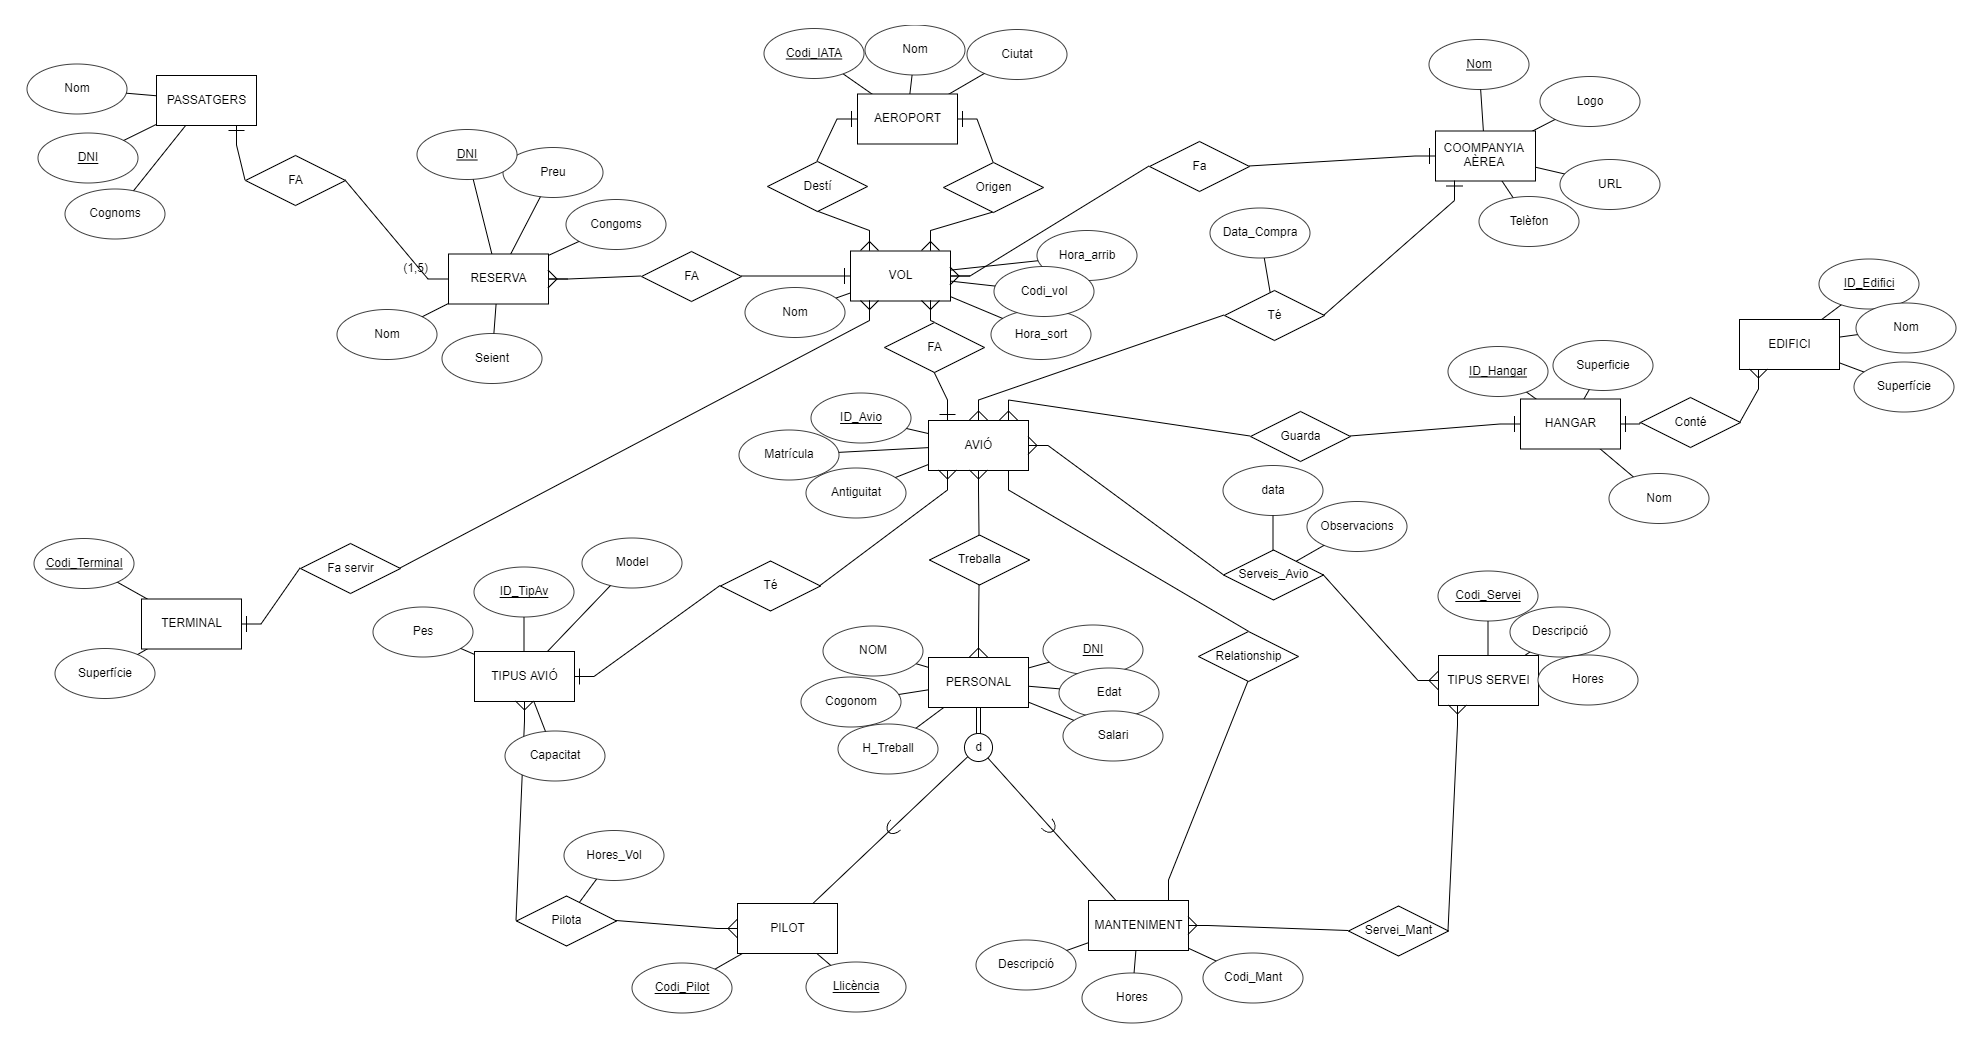 Codi_IATA
Nom
Ciutat
Nom
Nom
PASSATGERS
AEROPORT
Logo
DNI
DNI
Preu
COOMPANYIA
AÈREA
FA
Destí
Origen
Fa
URL
Cognoms
Congoms
Telèfon
Data_Compra
(1,5)
RESERVA
FA
VOL
Hora_arrib
Codi_vol
ID_Edifici
Nom
Nom
Hora_sort
Té
Nom
Seient
FA
EDIFICI
ID_Hangar
Superficie
Superfície
ID_Avio
Matrícula
AVIÓ
Guarda
HANGAR
Conté
Antiguitat
data
Nom
Observacions
Codi_Terminal
Fa servir
Model
Treballa
Serveis_Avio
ID_TipAv
Té
Codi_Servei
TERMINAL
Pes
Descripció
NOM
DNI
Relationship
Superfície
TIPUS AVIÓ
PERSONAL
TIPUS SERVEI
Hores
Cogonom
Edat
H_Treball
d
Salari
Capacitat
Hores_Vol
Pilota
PILOT
MANTENIMENT
Servei_Mant
Descripció
Codi_Mant
Codi_Pilot
Llicència
Hores